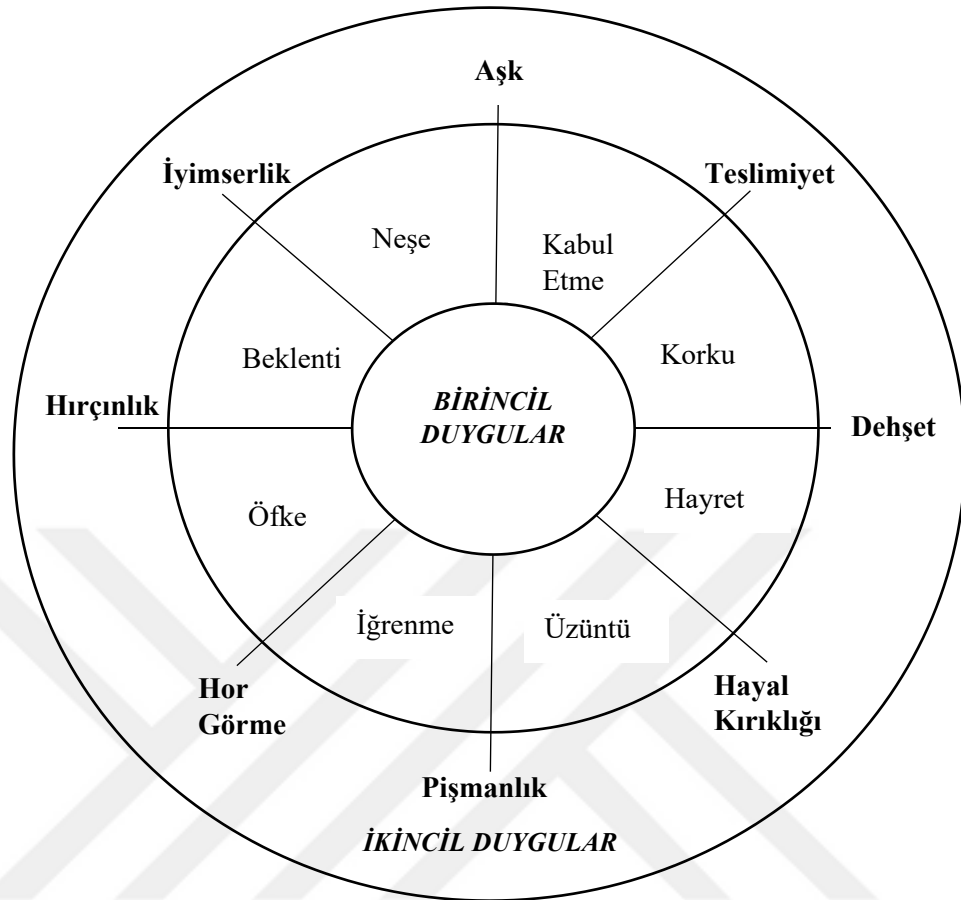 Aşk
İyimserlik
Teslimiyet
Neşe
Kabul
Etme
Beklenti
Korku
Hırçınlık
BİRİNCİL
DUYGULAR
Dehşet
Öfke
Hayret
İğrenme
Üzüntü
Hor
Görme
Hayal
Kırıklığı
Pişmanlık
İKİNCİL DUYGULAR